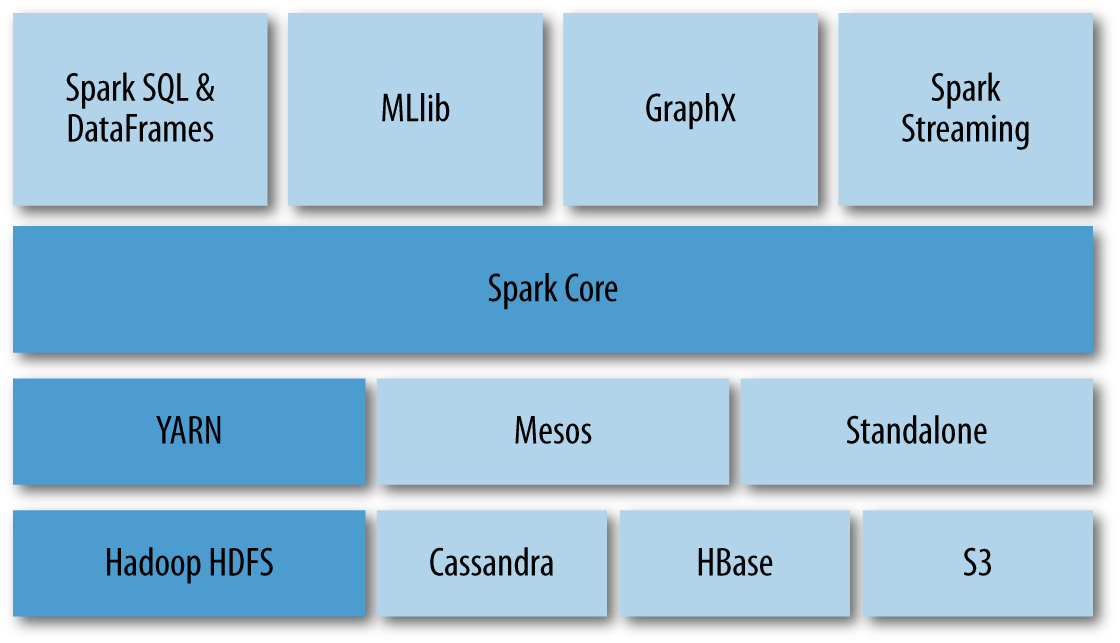 Spark SQL &
DataFrames
MLlib
GraphX
Spark
Streaming
Spark Core
YARN
Mesos
Standalone
Hadoop HDFS
Cassandra
HBase
S3